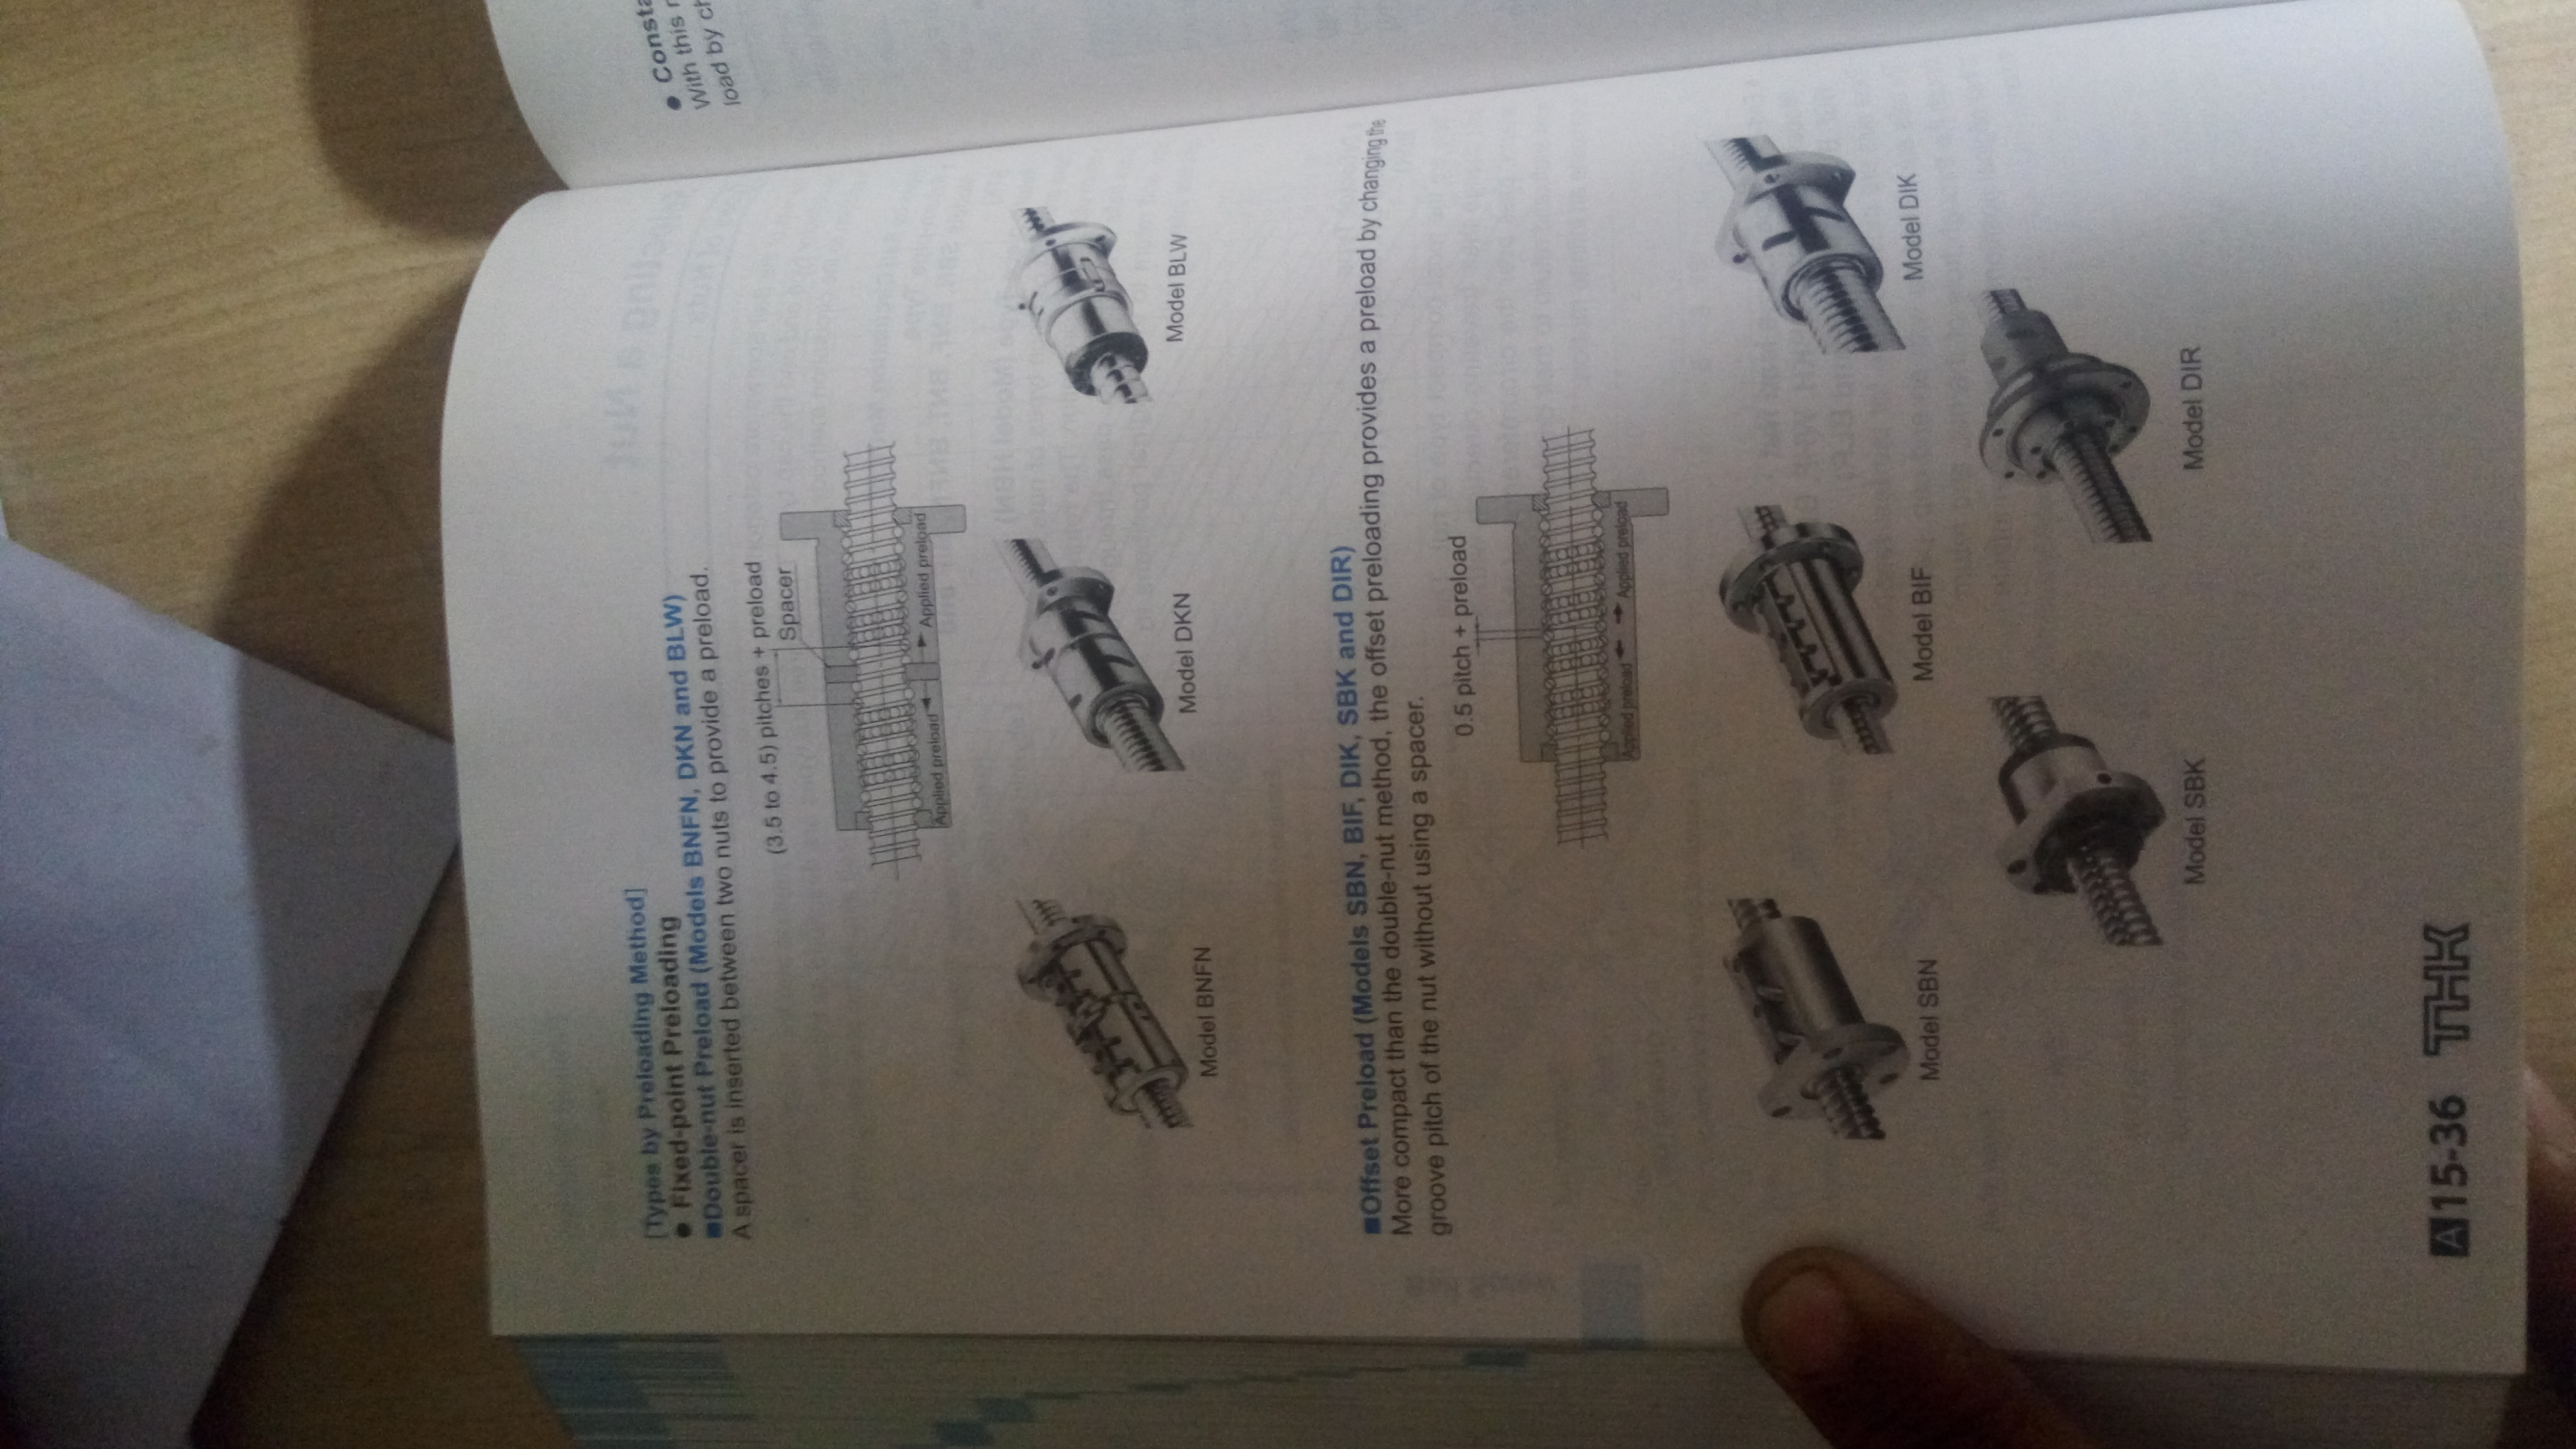 [Types by Preloading Method]
● Fixed-point Preloading
■Double-nut Preload (Models BNFN, DKN and BLW)
A spacer is inserted between two nuts to provide a preload.
(3.5 to 4.5) pitches + preload
Spacer
Applied preload
Applied preload
Model BNFN
Model DKN
Model BLW
■Offset Preload (Models SBN, BIF, DIK, SBK and DIR)
More compact than the double-nut method, the offset preloading provides a preload by changing the
groove pitch of the nut without using a spacer.
0.5 pitch + preload
Applied preload
Applied preload
Model SBN
Model BIF
Model DIK
Model SBK
Model DIR
A15-36 THK
● Consta
With this
load by